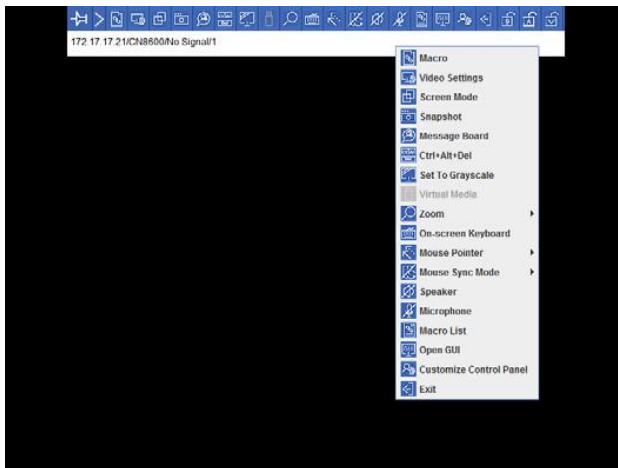 172.17.17.21/CN8600/No Signal/1
Macro
Video Settings
Screen Mode
Snapshot
Message Board
Ctrl+Alt+Del
Set To Grayscale
Virtual Media
Zoom
On-screen Keyboard
Mouse Pointer
Mouse Sync Mode
Speaker
Microphone
Macro List
Open GUI
Customize Control Panel
Exit